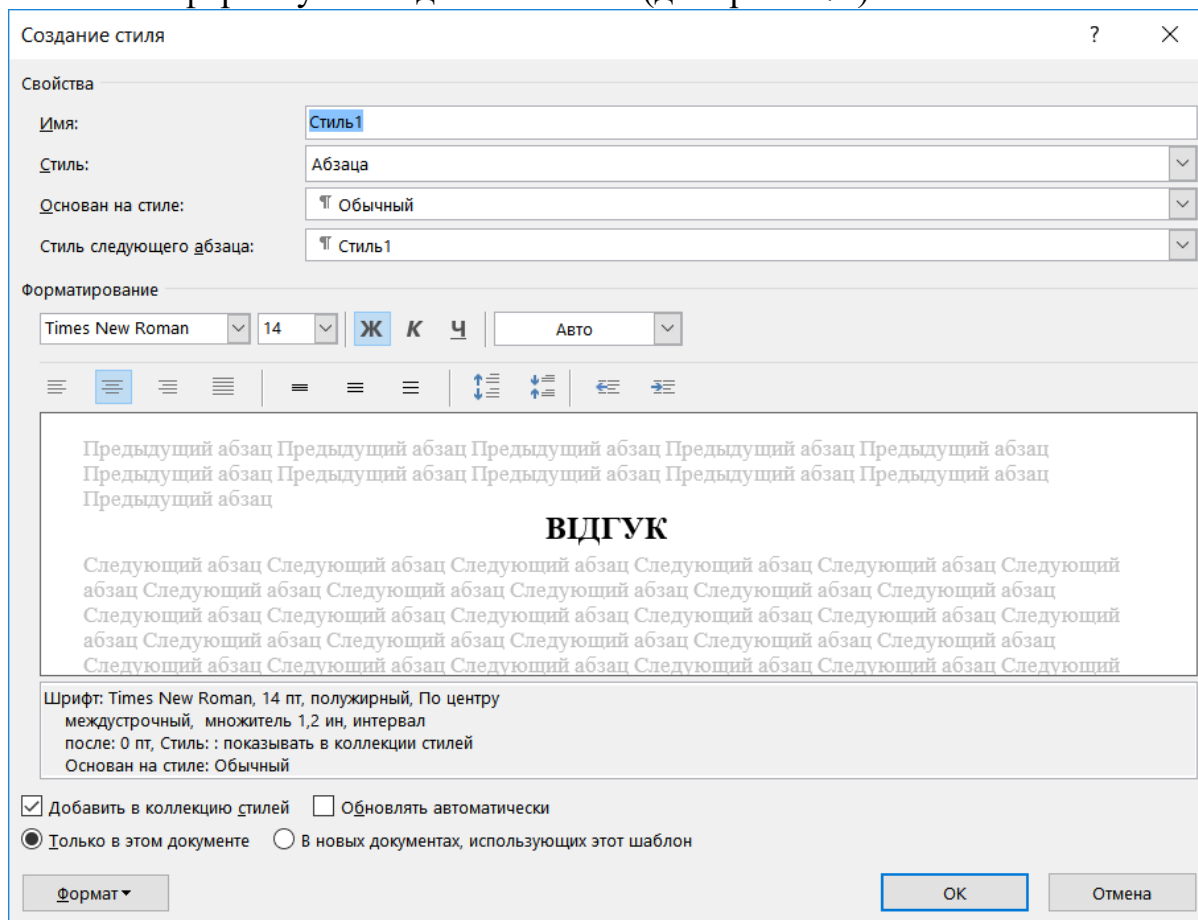 Создание стиля ?
Свойства
Имя: Стиль1
Стиль: Абзаца
Основан на стиле: ¶ Обычный
Стиль следующего абзаца: ¶ Стиль1
Форматирование
Times New Roman 14 Ж К Ч Авто
Предыдущий абзац Предыдущий абзац Предыдущий абзац Предыдущий абзац Предыдущий абзац
Предыдущий абзац Предыдущий абзац Предыдущий абзац Предыдущий абзац Предыдущий абзац
Предыдущий абзац
ВІДГУК
Следующий абзац Следующий абзац Следующий абзац Следующий абзац Следующий абзац Следующий
абзац Следующий абзац Следующий абзац Следующий абзац Следующий абзац Следующий абзац
Следующий абзац Следующий абзац Следующий абзац Следующий абзац Следующий абзац Следующий
абзац Следующий абзац Следующий абзац Следующий абзац Следующий абзац Следующий абзац
Следующий абзац Следующий абзац Следующий абзац Следующий абзац Следующий абзац Следующий
Шрифт: Times New Roman, 14 пт, полужирный, По центру
междустрочный, множитель 1,2 ин, интервал
после: 0 пт, Стиль: : показывать в коллекции стилей
Основан на стиле: Обычный
Добавить в коллекцию стилей Обновлять автоматически
Только в этом документе В новых документах, использующих этот шаблон
Формат ОК Отмена